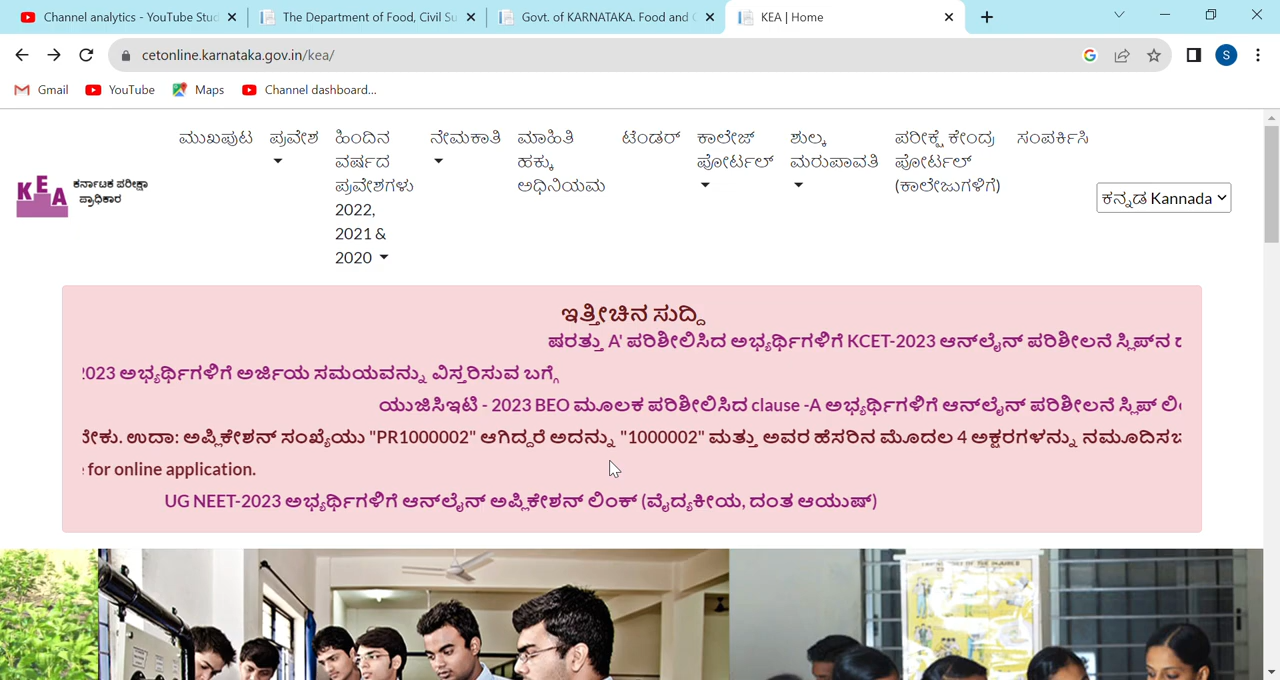 Channel analytics - YouTube Stud
The Department of Food, Civil Su
Govt. of KARNATAKA. Food and
KEA | Home
cetonline.karnataka.gov.in/kea/
S
Gmail
YouTube
Maps
Channel dashboard...
KEA
ಕರ್ನಾಟಕ ಪರೀಕ್ಷಾ
ಪ್ರಾಧಿಕಾರ
ಮುಖಪುಟ
ಪ್ರವೇಶ
ಹಿಂದಿನ
ವರ್ಷದ
ಪ್ರವೇಶಗಳು
2022,
2021 &
2020
ನೇಮಕಾತಿ
ಮಾಹಿತಿ
ಹಕ್ಕು
ಅಧಿನಿಯಮ
ಟೆಂಡರ್
ಕಾಲೇಜ್
ಪೋರ್ಟಲ್
ಶುಲ್ಕ
ಮರುಪಾವತಿ
ಪರೀಕ್ಷೆ ಕೇಂದ್ರ
ಪೋರ್ಟಲ್
(ಕಾಲೇಜುಗಳಿಗೆ)
ಸಂಪರ್ಕಿಸಿ
ಕನ್ನಡ Kannada
ಇತ್ತೀಚಿನ ಸುದ್ದಿ
ಷರತ್ತು A' ಪರಿಶೀಲಿಸಿದ ಅಭ್ಯರ್ಥಿಗಳಿಗೆ KCET-2023 ಆನ್‌ಲೈನ್ ಪರಿಶೀಲನೆ ಸ್ಲಿಪ್‌ನ
2023 ಅಭ್ಯರ್ಥಿಗಳಿಗೆ ಅರ್ಜಿಯ ಸಮಯವನ್ನು ವಿಸ್ತರಿಸುವ ಬಗ್ಗೆ
ಯುಜಿಸಿಇಟಿ - 2023 BEO ಮೂಲಕ ಪರಿಶೀಲಿಸಿದ clause -A ಅಭ್ಯರ್ಥಿಗಳಿಗೆ ಆನ್‌ಲೈನ್ ಪರಿಶೀಲನೆ ಸ್ಲಿಪ್
ಬೇಕು. ಉದಾ: ಅಪ್ಲಿಕೇಶನ್ ಸಂಖ್ಯೆಯು "PR1000002" ಆಗಿದ್ದರೆ ಅದನ್ನು "1000002" ಮತ್ತು ಅವರ ಹೆಸರಿನ ಮೊದಲ 4 ಅಕ್ಷರಗಳನ್ನು
for online application.
UG NEET-2023 ಅಭ್ಯರ್ಥಿಗಳಿಗೆ ಆನ್‌ಲೈನ್ ಅಪ್ಲಿಕೇಶನ್ ಲಿಂಕ್ (ವೈದ್ಯಕೀಯ, ದಂತ ಆಯುಷ್)